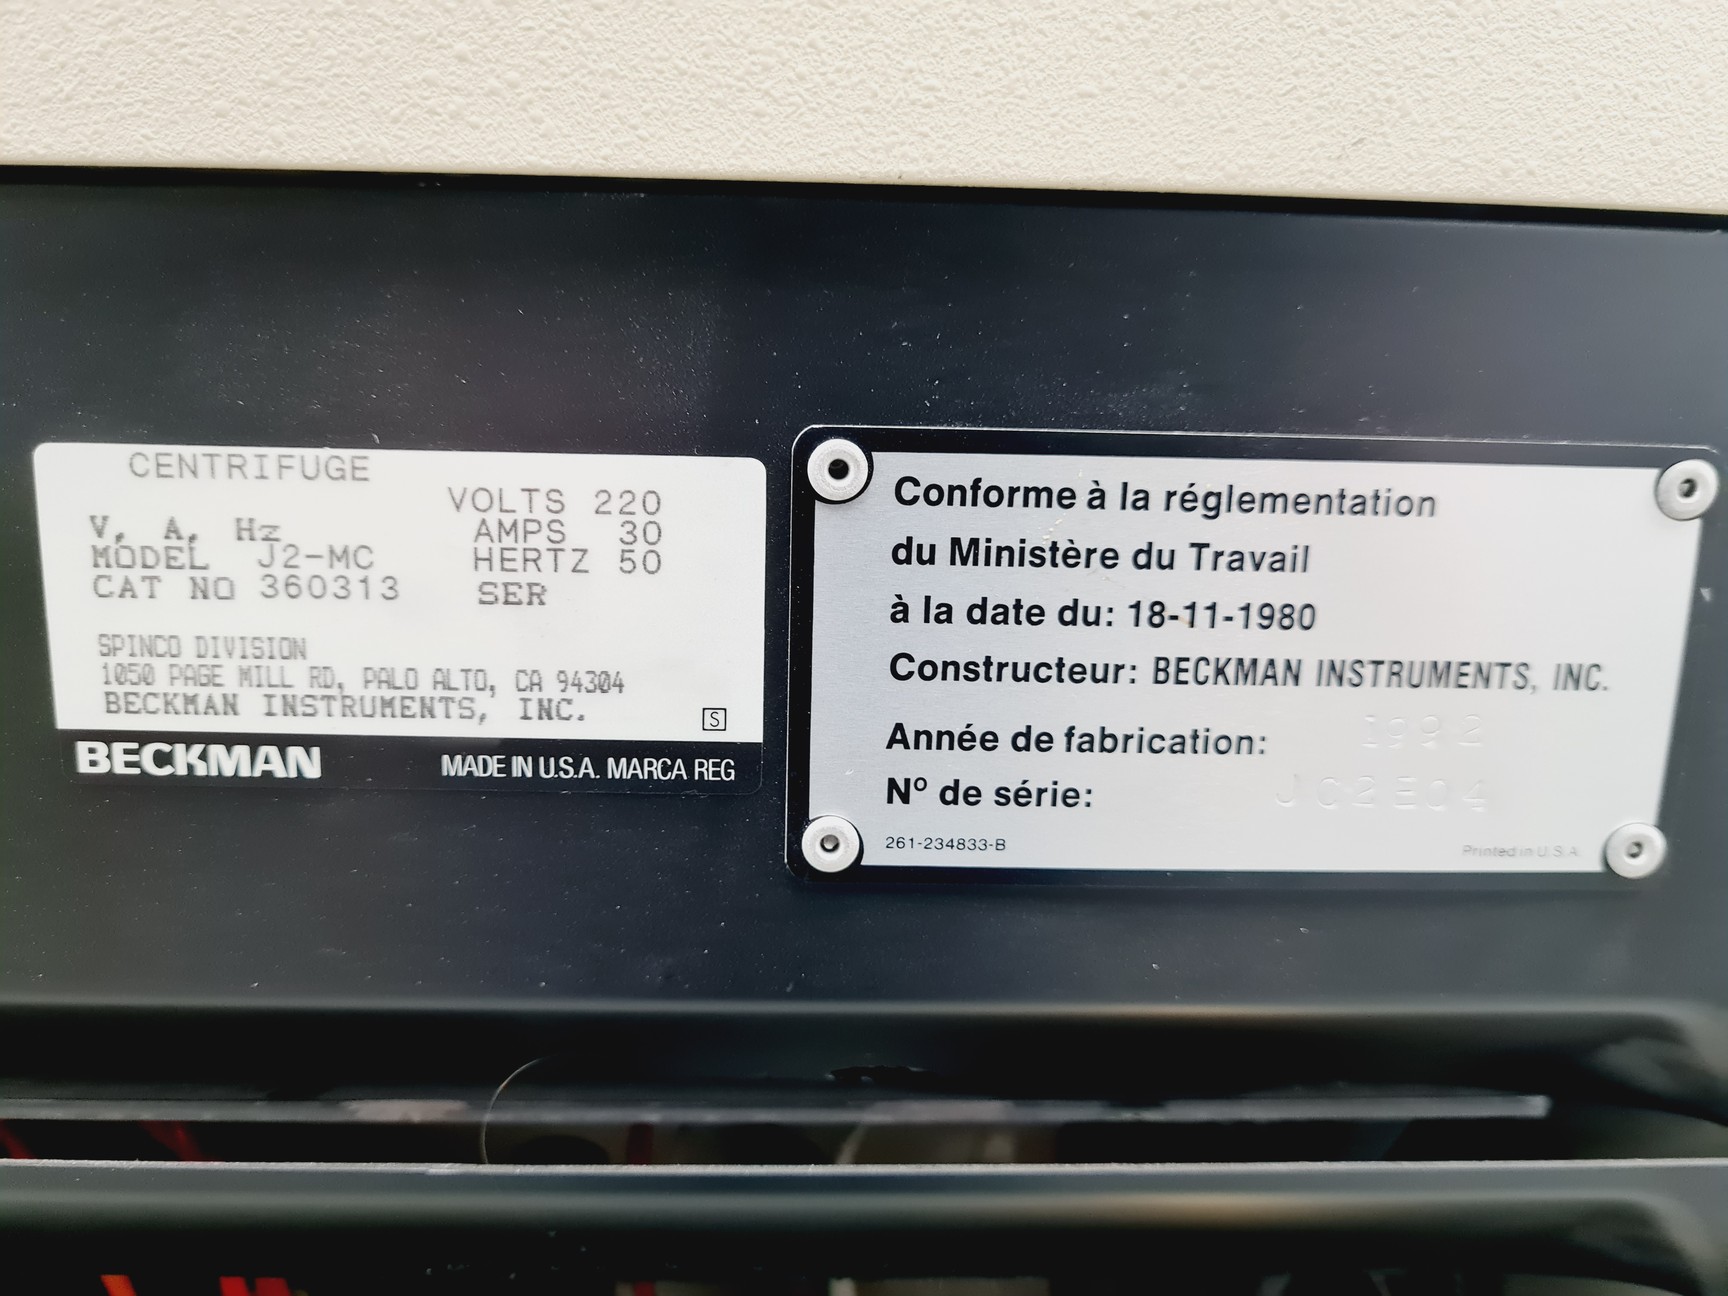 CENTRIFUGE
VOLTS 220
V, A, Hz AMPS 30
MODEL J2-MC HERTZ 50
CAT NO 360313 SER
SPINCO DIVISION
1050 PAGE MILL RD, PALO ALTO, CA 94304
BECKMAN INSTRUMENTS, INC.
S
BECKMAN MADE IN U.S.A. MARCA REG
Conforme à la réglementation
du Ministère du Travail
à la date du: 18-11-1980
Constructeur: BECKMAN INSTRUMENTS, INC.
Année de fabrication: 1992
Nº de série: JC2E04
261-234833-B Printed in U.S.A.